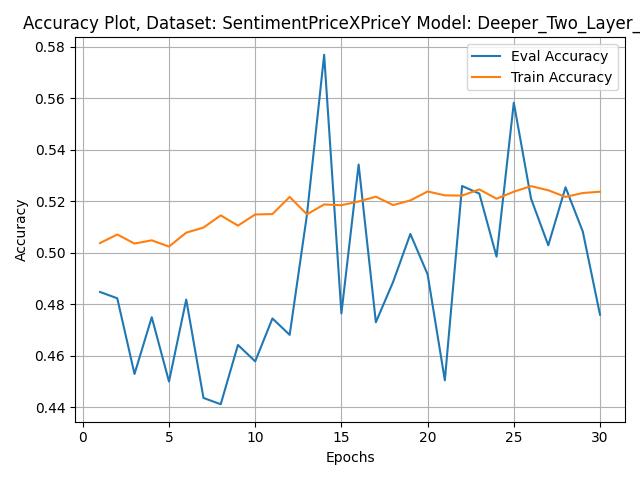 Accuracy Plot, Dataset: SentimentPriceXPriceY Model: Deeper_Two_Layer_
Eval Accuracy
Train Accuracy
0.58
0.56
0.54
0.52
0.50
0.48
0.46
0.44
Accuracy
0 5 10 15 20 25 30
Epochs